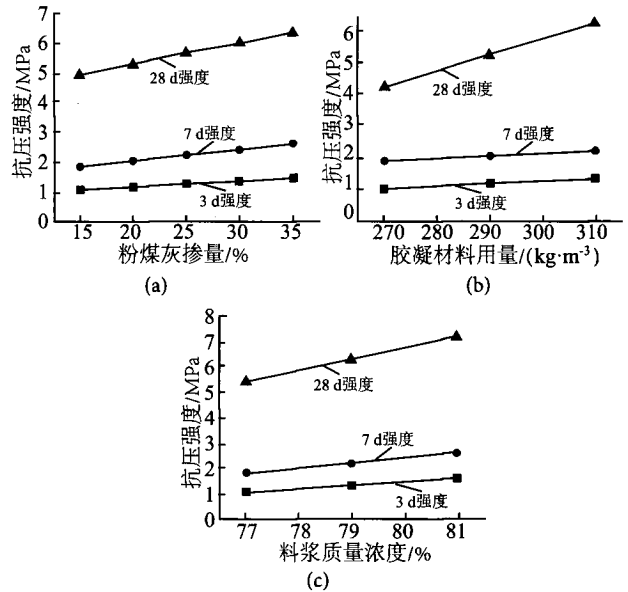 7
6
5
4
3
2
1
0
抗压强度/MPa
28 d强度
7 d强度
3 d强度
15 20 25 30 35
粉煤灰掺量/%
(a)
6
5
4
3
2
1
0
抗压强度/MPa
28 d强度
7 d强度
3 d强度
270 280 290 300 310
胶凝材料用量/(kg·m⁻³)
(b)
8
7
6
5
4
3
2
1
0
抗压强度/MPa
28 d强度
7 d强度
3 d强度
77 78 79 80 81
料浆质量浓度/%
(c)